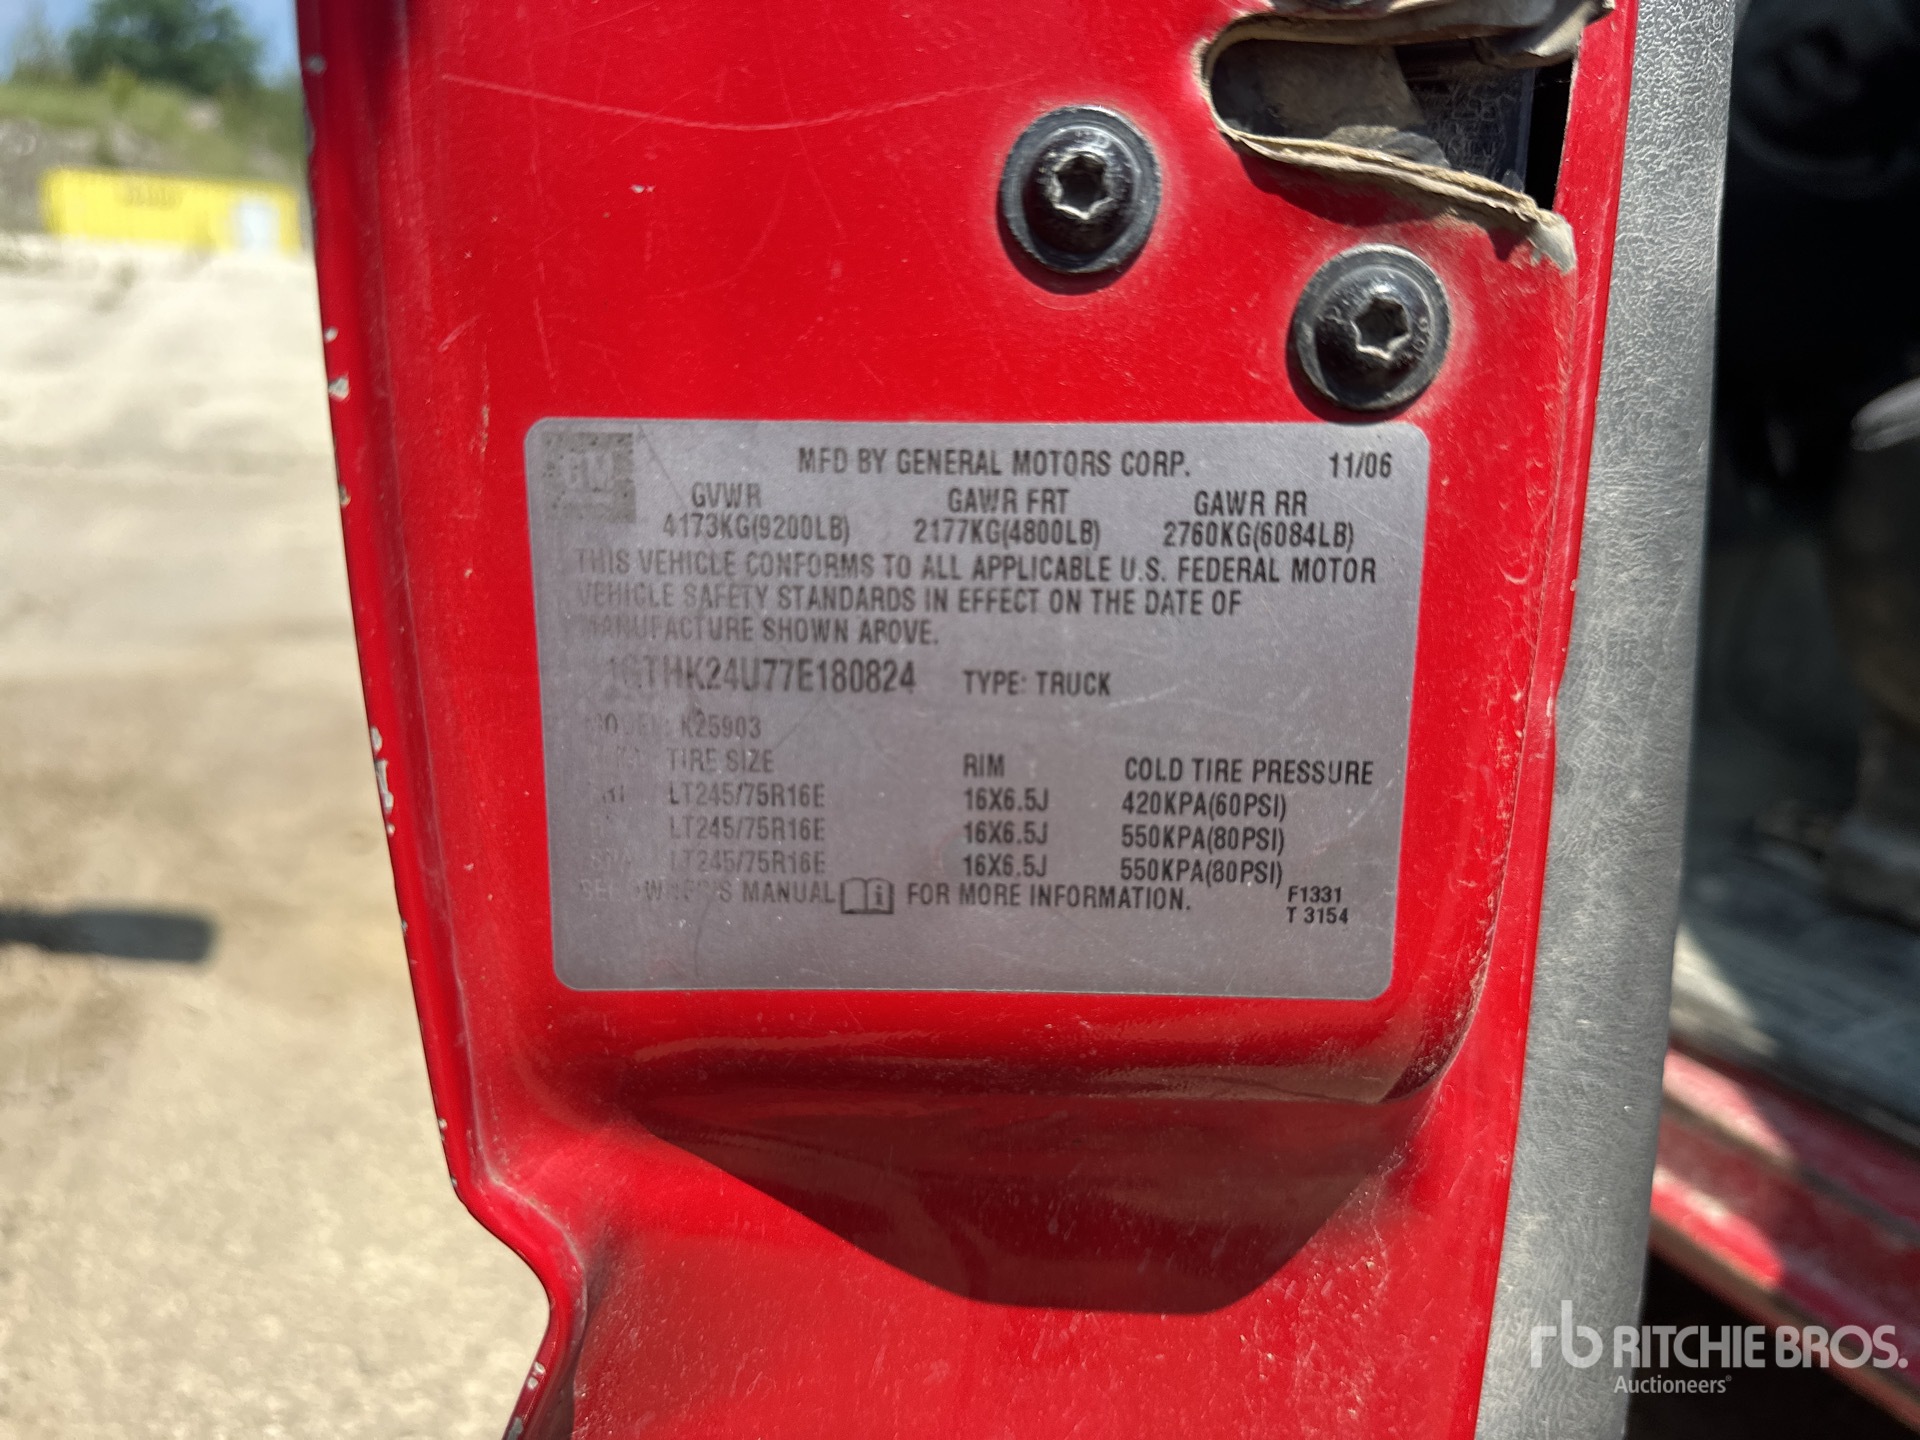 GM
MFD BY GENERAL MOTORS CORP. 11/06
GVWR GAWR FRT GAWR RR
4173KG(9200LB) 2177KG(4800LB) 2760KG(6084LB)
THIS VEHICLE CONFORMS TO ALL APPLICABLE U.S. FEDERAL MOTOR
VEHICLE SAFETY STANDARDS IN EFFECT ON THE DATE OF
MANUFACTURE SHOWN ABOVE.
1GTHK24U77E180824 TYPE: TRUCK
MODEL: K25903
TIRE SIZE RIM COLD TIRE PRESSURE
LT245/75R16E 16X6.5J 420KPA(60PSI)
LT245/75R16E 16X6.5J 550KPA(80PSI)
LT245/75R16E 16X6.5J 550KPA(80PSI)
SEE OWNER'S MANUAL FOR MORE INFORMATION. F1331
T 3154
rb RITCHIE BROS.
Auctioneers